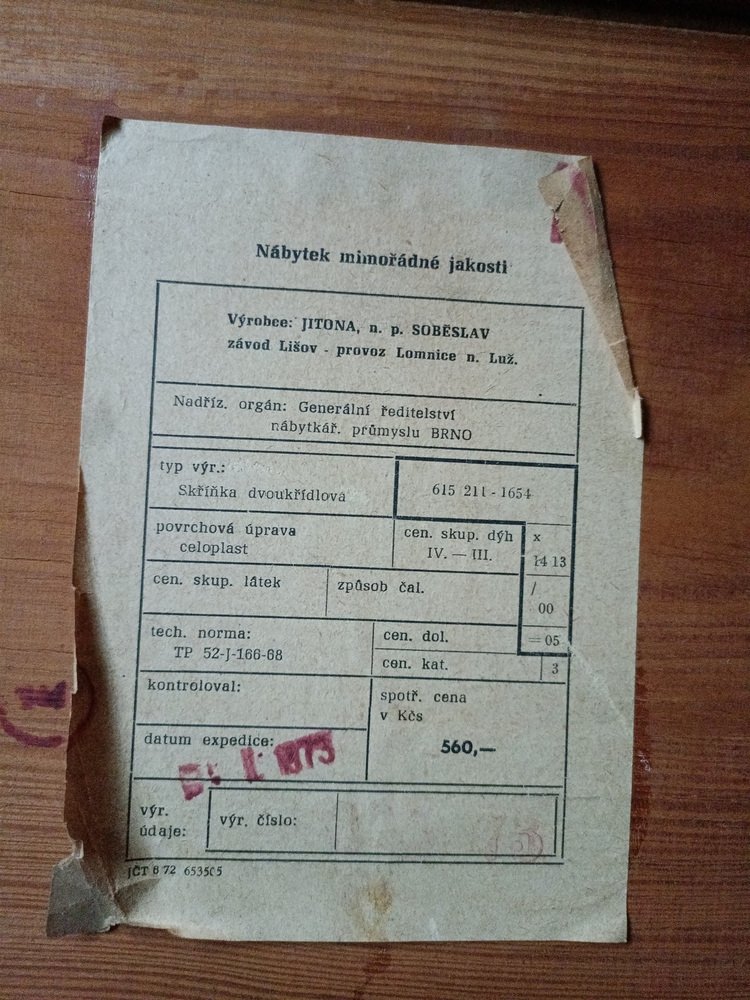 Nábytek mimořádné jakosti
Výrobce: JITONA, n. p. SOBĚSLAV
závod Lišov - provoz Lomnice n. Luž.
Nadříz. orgán: Generální ředitelství
nábytkář. průmyslu BRNO
typ výr.:
Skříňka dvoukřídlová
615 211 - 1654
povrchová úprava
celoplast
cen. skup. dýh
IV. — III.
x
14 13
cen. skup. látek
způsob čal.
/
00
tech. norma:
TP 52-J-166-68
cen. dol.
= 05
cen. kat.
3
kontroloval:
spotř. cena
v Kčs
560,—
datum expedice:
1973
výr.
údaje:
výr. číslo:
JČT 6 72